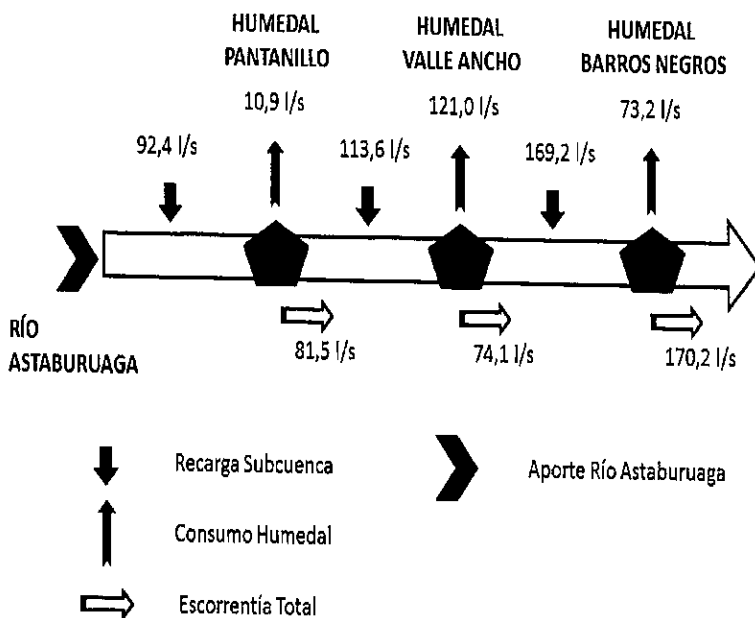 HUMEDAL
PANTANILLO
10,9 l/s
HUMEDAL
VALLE ANCHO
121,0 l/s
HUMEDAL
BARROS NEGROS
73,2 l/s
92,4 l/s
113,6 l/s
169,2 l/s
RÍO
ASTABURUAGA
81,5 l/s
74,1 l/s
170,2 l/s
Recarga Subcuenca
Aporte Río Astaburuaga
Consumo Humedal
Escorrentía Total